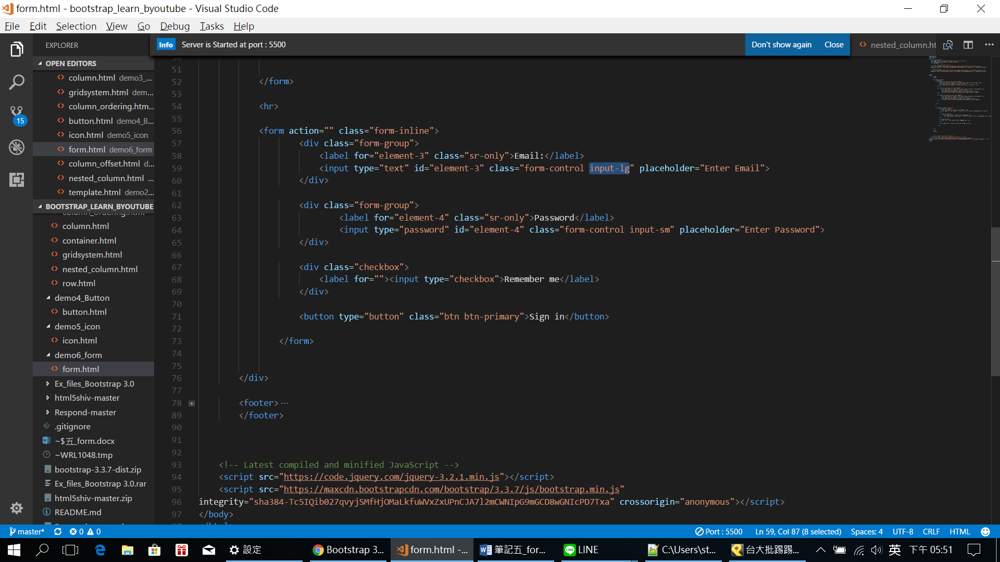 form.html - bootstrap_learn_byoutube - Visual Studio Code
File Edit Selection View Go Debug Tasks Help
EXPLORER
Info Server is Started at port : 5500 Don't show again Close
<> nested_column.ht ···
OPEN EDITORS
<> column.html demo3_...
<> gridsystem.html dem...
<> column_ordering.htm...
<> button.html demo4_B...
<> icon.html demo5_icon
<> form.html demo6_form
<> column_offset.html d...
<> nested_column.html ...
<> template.html demo2...
BOOTSTRAP_LEARN_BYOUTUBE
column_ordering.html
<> column.html
<> container.html
<> gridsystem.html
<> nested_column.html
<> row.html
demo4_Button
<> button.html
demo5_icon
<> icon.html
demo6_form
<> form.html
Ex_files_Bootstrap 3.0
html5shiv-master
Respond-master
.gitignore
~$五_form.docx
~WRL1048.tmp
bootstrap-3.3.7-dist.zip
Ex_files_Bootstrap 3.0.rar
html5shiv-master.zip
README.md
15
50
51
52 </form>
53
54 <hr>
55
56 <form action="" class="form-inline">
57 <div class="form-group">
58 <label for="element-3" class="sr-only">Email:</label>
59 <input type="text" id="element-3" class="form-control input-lg" placeholder="Enter Email">
60 </div>
61
62 <div class="form-group">
63 <label for="element-4" class="sr-only">Password</label>
64 <input type="password" id="element-4" class="form-control input-sm" placeholder="Enter Password">
65 </div>
66
67 <div class="checkbox">
68 <label for=""><input type="checkbox">Remember me</label>
69 </div>
70
71 <button type="button" class="btn btn-primary">Sign in</button>
72
73 </form>
74
75
76 </div>
77
78 <footer>···
89 </footer>
90
91
92
93 <!-- Latest compiled and minified JavaScript -->
94 <script src="https://code.jquery.com/jquery-3.2.1.min.js"></script>
95 <script src="https://maxcdn.bootstrapcdn.com/bootstrap/3.3.7/js/bootstrap.min.js"
96 integrity="sha384-Tc5IQib027qvyjSMfHjOMaLkfuWVxZxUPnCJA7l2mCWNIpG9mGCD8wGNIcPD7Txa" crossorigin="anonymous"></script>
97 </body>
master* 0 0 Port : 5500 Ln 59, Col 87 (8 selected) Spaces: 4 UTF-8 CRLF HTML
設定 Bootstrap 3... form.html -... 筆記五_for... LINE C:\Users\st... 台大批踢踢... 英 下午 05:51